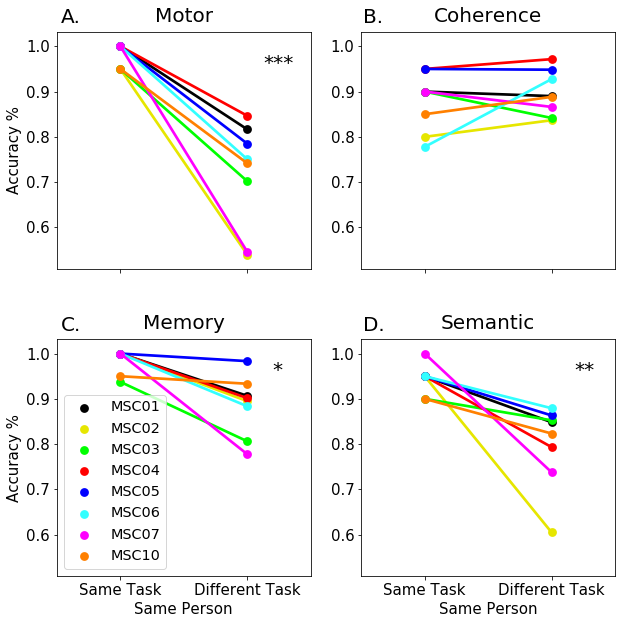 A. Motor
B. Coherence
1.0
0.9
0.8
0.7
0.6
Accuracy %
***
1.0
0.9
0.8
0.7
0.6
C. Memory
D. Semantic
1.0
0.9
0.8
0.7
0.6
Accuracy %
*
MSC01
MSC02
MSC03
MSC04
MSC05
MSC06
MSC07
MSC10
Same Task Different Task
Same Person
1.0
0.9
0.8
0.7
0.6
**
Same Task Different Task
Same Person